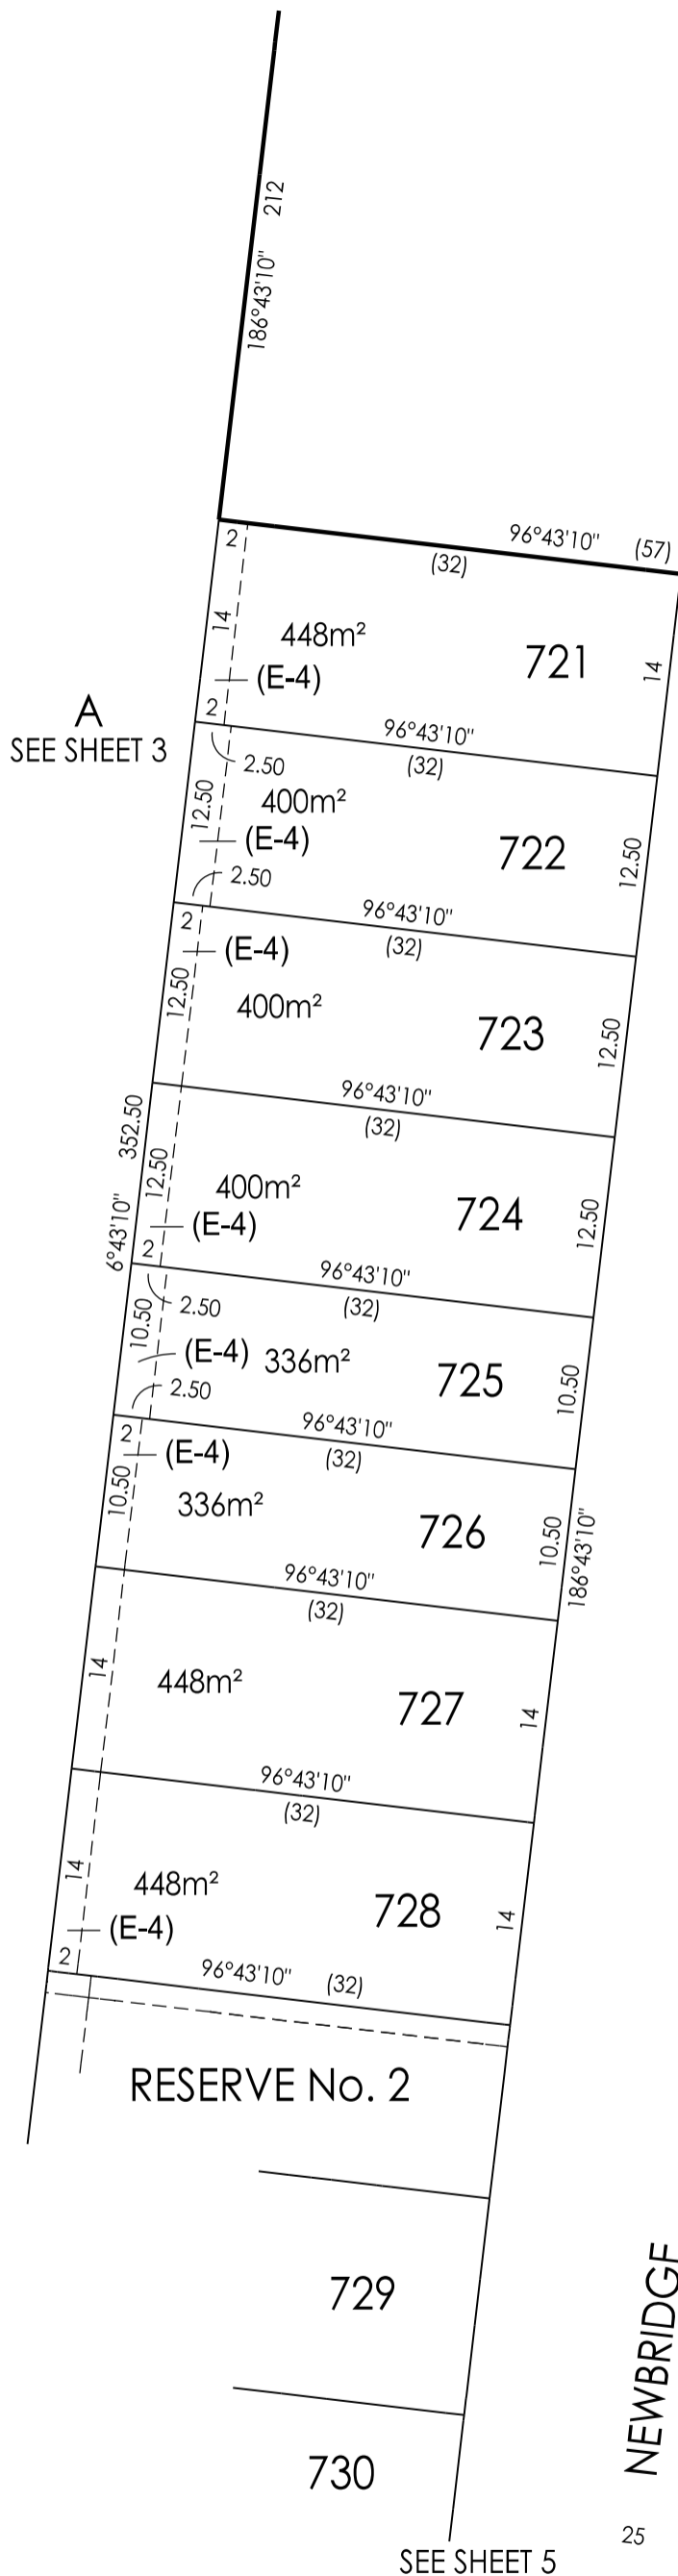 212
186°43'10"
96°43'10" (57)
2
(32)
14
448m²
721
14
(E-4)
A
SEE SHEET 3
2
96°43'10"
(32)
2.50
12.50
400m²
(E-4)
722
12.50
2.50
96°43'10"
(32)
2
(E-4)
12.50
400m²
723
12.50
96°43'10"
(32)
352.50
6°43'10"
12.50
400m²
724
12.50
(E-4)
2
96°43'10"
(32)
2.50
10.50
(E-4)
336m²
725
10.50
2.50
96°43'10"
(32)
2
(E-4)
10.50
336m²
726
10.50
186°43'10"
96°43'10"
(32)
14
448m²
727
14
96°43'10"
(32)
14
448m²
728
14
(E-4)
2
96°43'10" (32)
RESERVE No. 2
729
NEWBRIDGE
730
25
SEE SHEET 5